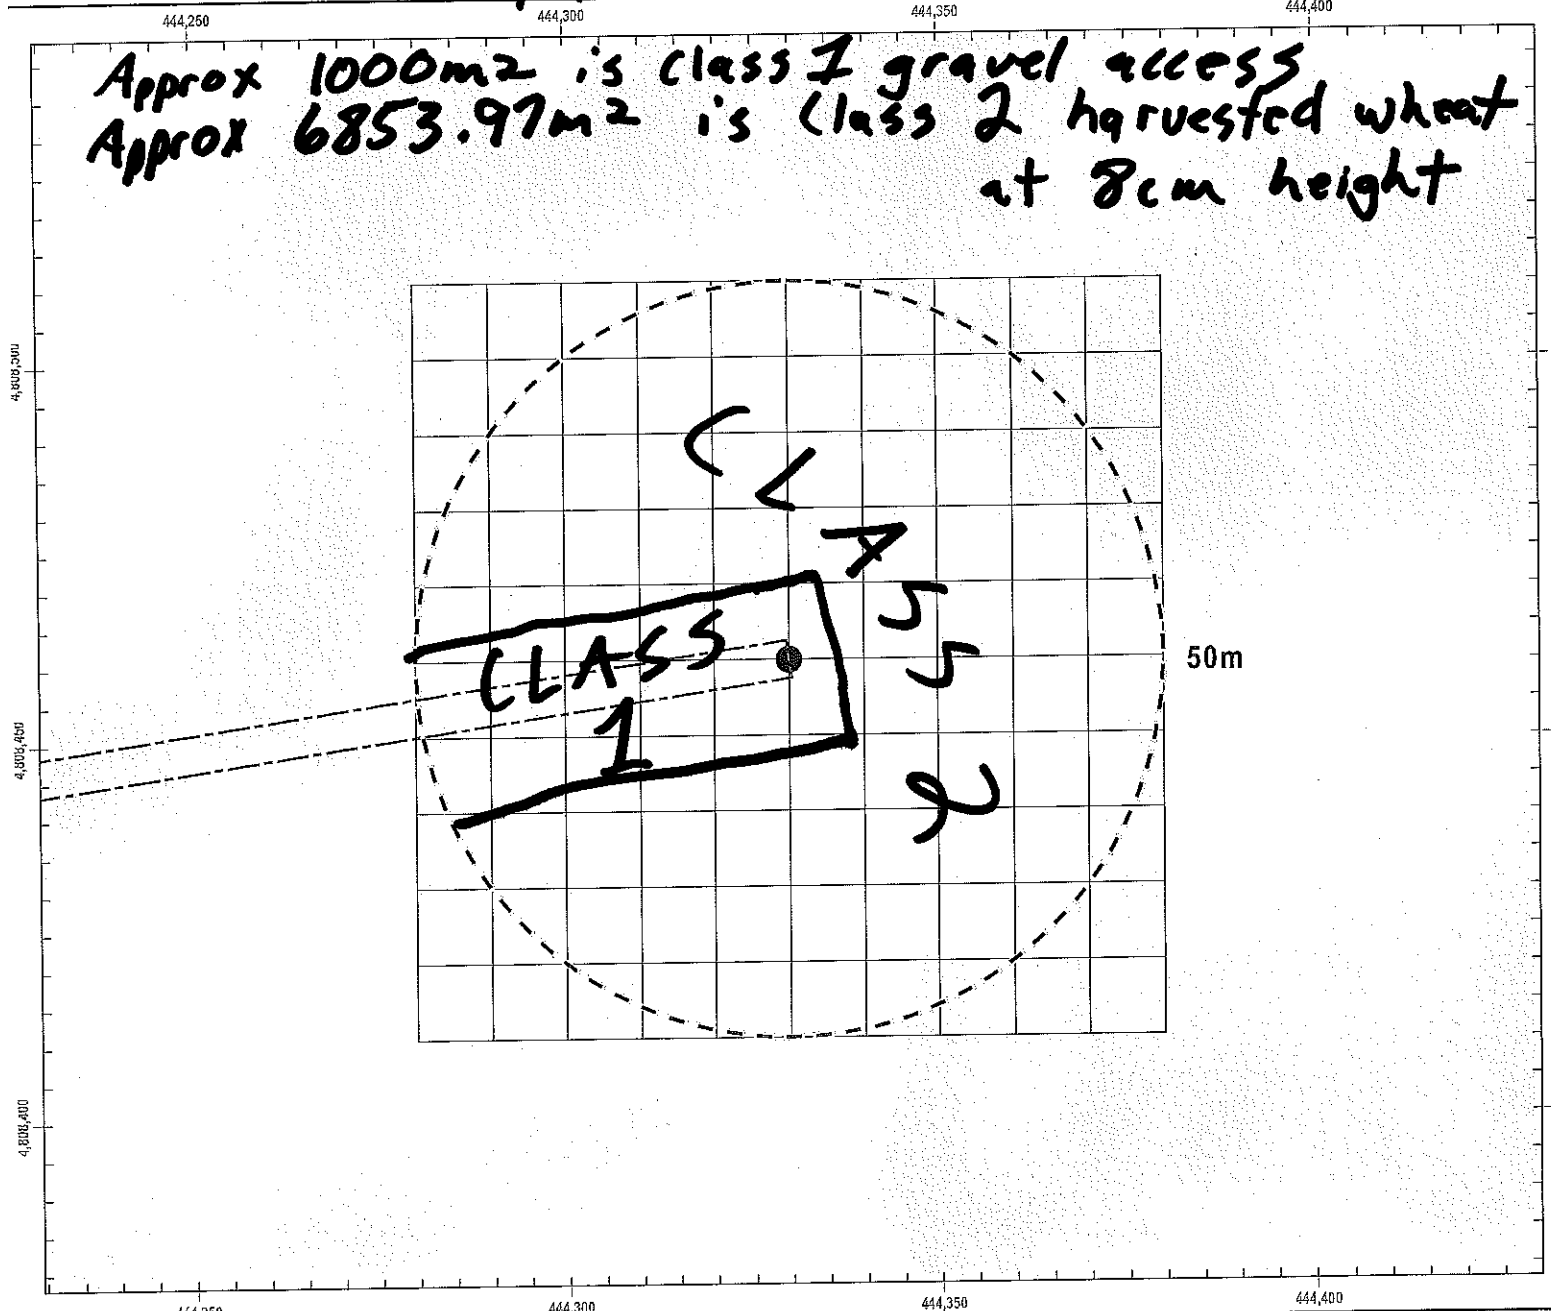 444,250 444,300 444,350 444,400
Approx 1000m2 is class 1 gravel access
Approx 6853.97m2 is class 2 harvested wheat
at 8cm height
4,808,500
CLASS 2
CLASS
1
50m
4,808,450
4,808,400
444,300 444,350 444,400